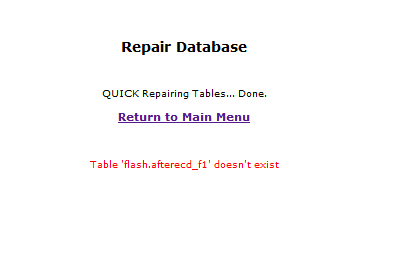 Repair Database
QUICK Repairing Tables... Done.
Return to Main Menu
Table 'flash.afterecd_f1' doesn't exist